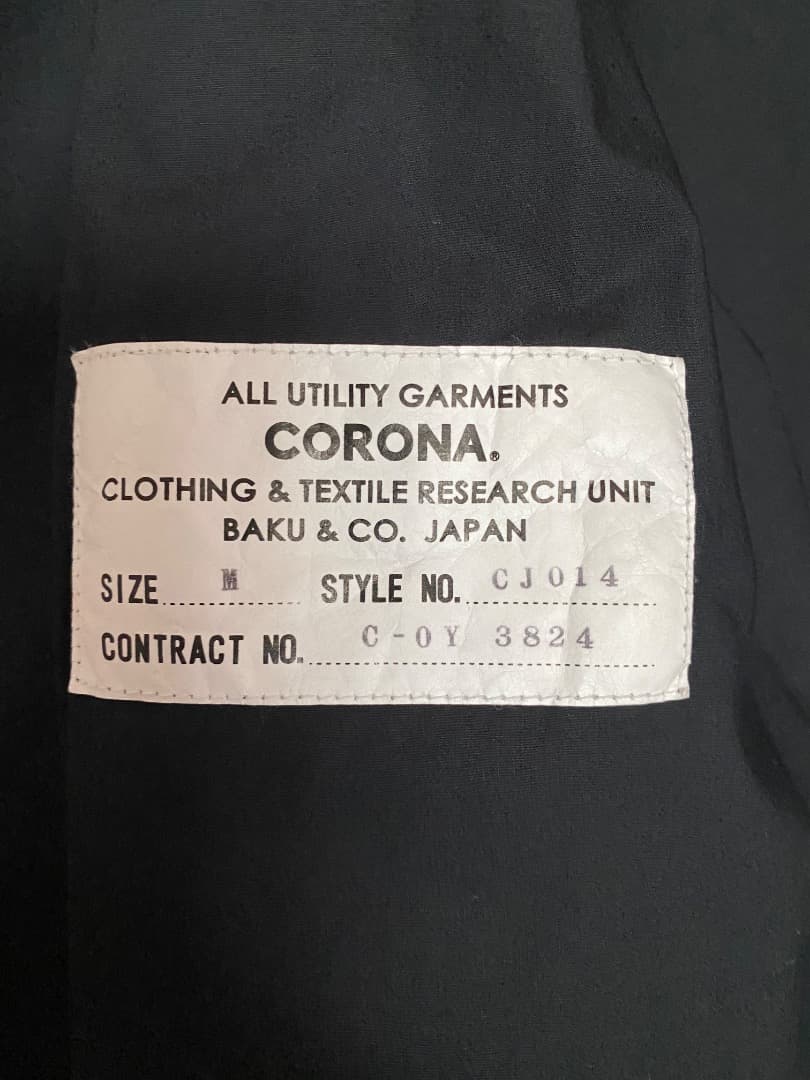 ALL UTILITY GARMENTS
CORONA.®
CLOTHING & TEXTILE RESEARCH UNIT
BAKU & CO. JAPAN
SIZE M STYLE NO. CJ014
CONTRACT NO. C-0Y 3824